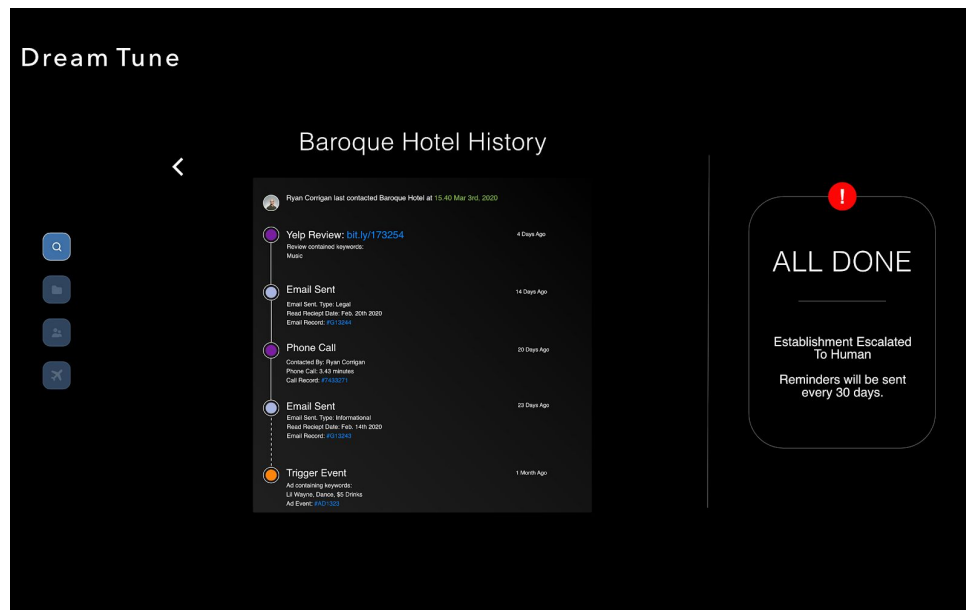 Dream Tune
Baroque Hotel History
Ryan Corrigan last contacted Baroque Hotel at 15.40 Mar 3rd, 2020
Yelp Review: bit.ly/173254
4 Days Ago
Review contained keywords:
Music
Email Sent
14 Days Ago
Email Sent. Type: Legal
Read Reciept Date: Feb. 20th 2020
Email Record: #G13244
Phone Call
20 Days Ago
Contacted By: Ryan Corrigan
Phone Call: 3.43 minutes
Call Record: #7433271
Email Sent
23 Days Ago
Email Sent. Type: Informational
Read Reciept Date: Feb. 14th 2020
Email Record: #G13243
Trigger Event
1 Month Ago
Ad containing keywords:
Lil Wayne, Dance, $5 Drinks
Ad Event: #AD1323
!
ALL DONE
Establishment Escalated
To Human
Reminders will be sent
every 30 days.